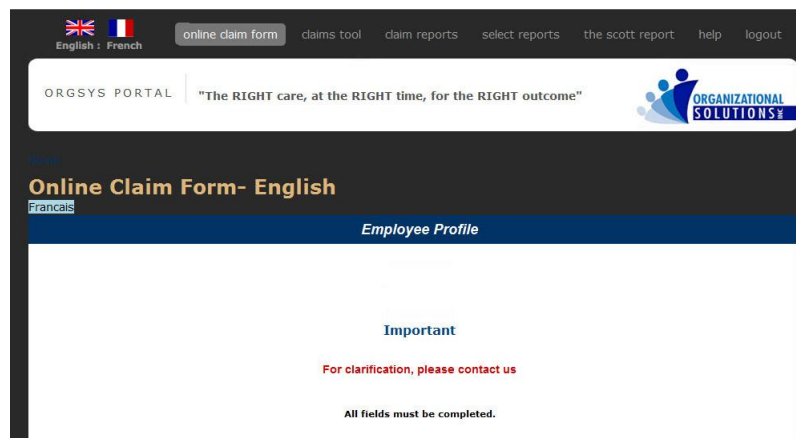 English : French
online claim form
claims tool
claim reports
select reports
the scott report
help
logout
ORGSYS PORTAL
"The RIGHT care, at the RIGHT time, for the RIGHT outcome"
ORGANIZATIONAL
SOLUTIONS INC
Online Claim Form- English
Francais
Employee Profile
Important
For clarification, please contact us
All fields must be completed.